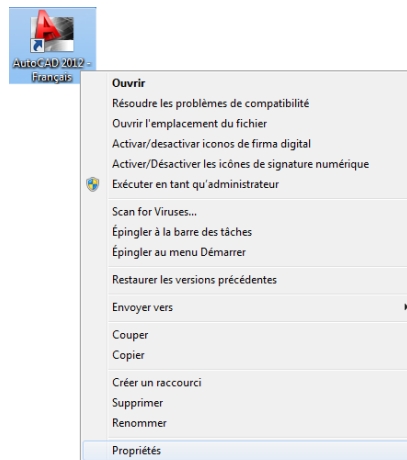 AutoCAD 2012 -
Français
Ouvrir
Résoudre les problèmes de compatibilité
Ouvrir l'emplacement du fichier
Activar/desactivar iconos de firma digital
Activer/Désactiver les icônes de signature numérique
Exécuter en tant qu'administrateur
Scan for Viruses...
Épingler à la barre des tâches
Épingler au menu Démarrer
Restaurer les versions précédentes
Envoyer vers
Couper
Copier
Créer un raccourci
Supprimer
Renommer
Propriétés